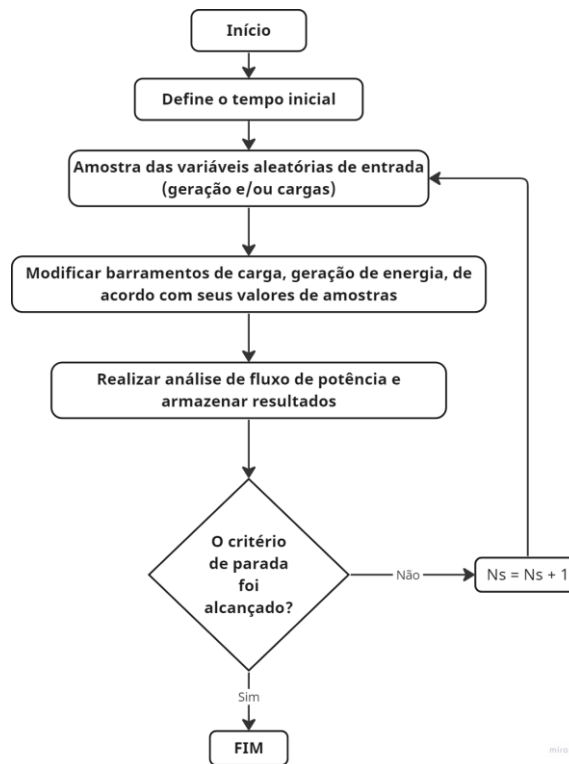 Início
Define o tempo inicial
Amostra das variáveis aleatórias de entrada
(geração e/ou cargas)
Modificar barramentos de carga, geração de energia, de
acordo com seus valores de amostras
Realizar análise de fluxo de potência e
armazenar resultados
O critério
de parada
foi
alcançado?
Não
Ns = Ns + 1
Sim
FIM
miro